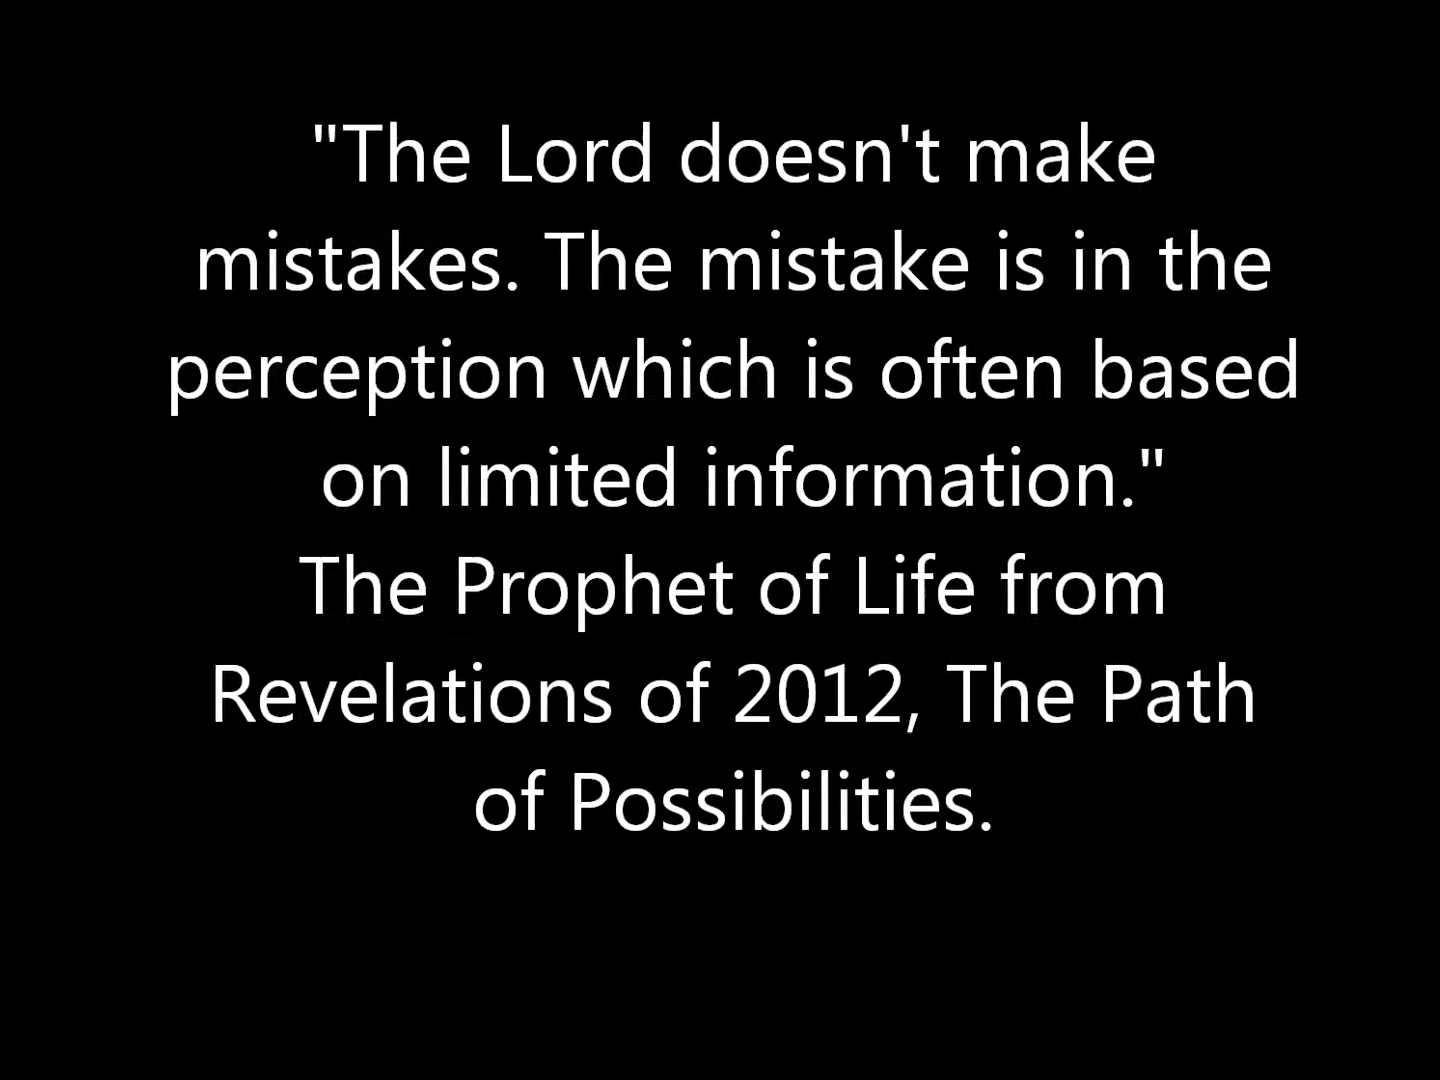 "The Lord doesn't make
mistakes. The mistake is in the
perception which is often based
on limited information."
The Prophet of Life from
Revelations of 2012, The Path
of Possibilities.